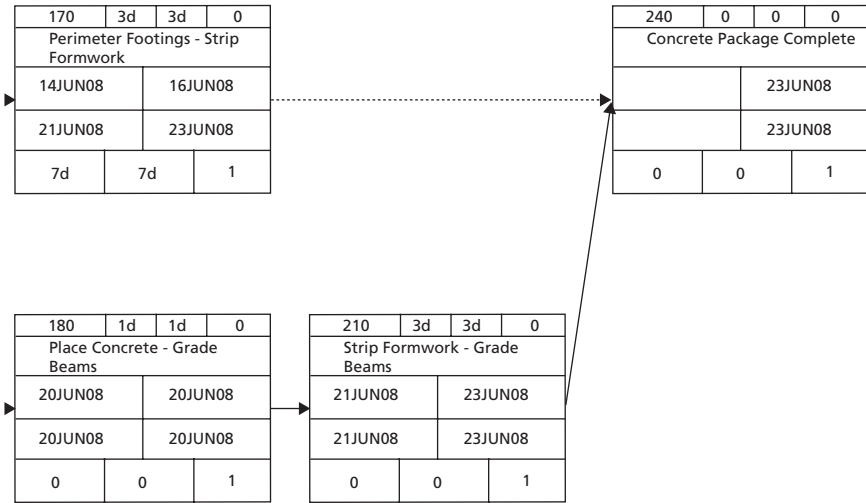 170 3d 3d 0
Perimeter Footings - Strip
Formwork
14JUN08 16JUN08
21JUN08 23JUN08
7d 7d 1
240 0 0 0
Concrete Package Complete
23JUN08
23JUN08
0 0 1
180 1d 1d 0
Place Concrete - Grade
Beams
20JUN08 20JUN08
20JUN08 20JUN08
0 0 1
210 3d 3d 0
Strip Formwork - Grade
Beams
21JUN08 23JUN08
21JUN08 23JUN08
0 0 1